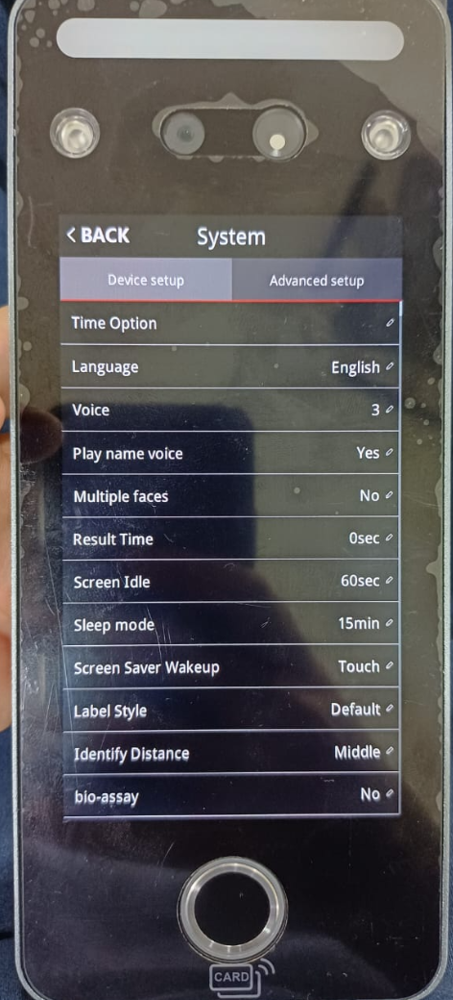 < BACK System
Device setup Advanced setup
Time Option
Language English
Voice 3
Play name voice Yes
Multiple faces No
Result Time 0sec
Screen Idle 60sec
Sleep mode 15min
Screen Saver Wakeup Touch
Label Style Default
Identify Distance Middle
bio-assay No
CARD